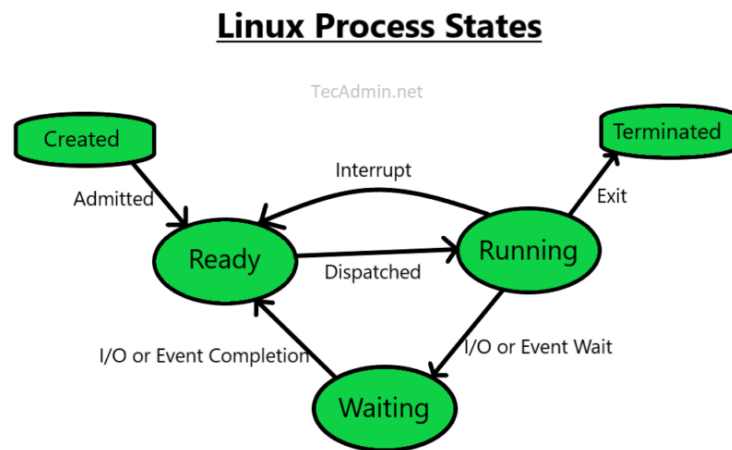 Linux Process States
TecAdmin.net
Created
Terminated
Interrupt
Admitted
Exit
Ready
Running
Dispatched
I/O or Event Completion
I/O or Event Wait
Waiting